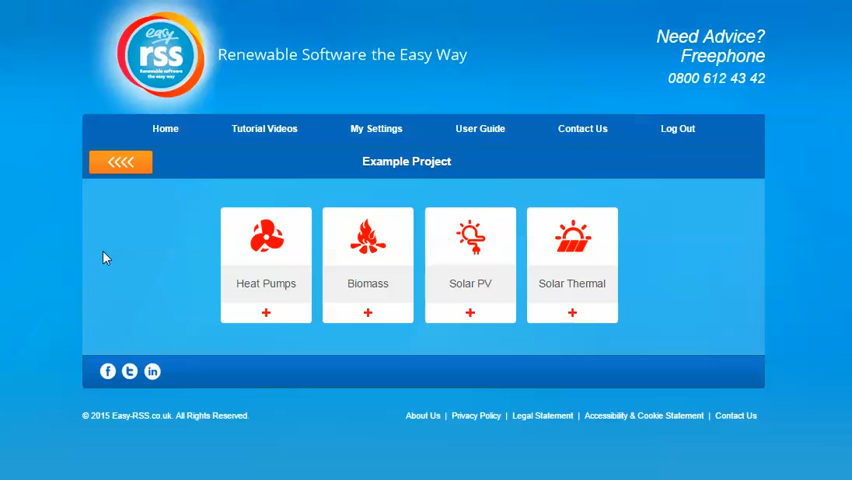 easy
rss
Renewable software
the easy way
Renewable Software the Easy Way
Need Advice?
Freephone
0800 612 43 42
Home Tutorial Videos My Settings User Guide Contact Us Log Out
<<<< Example Project
Heat Pumps Biomass Solar PV Solar Thermal
+ + + +
f t in
© 2015 Easy-RSS.co.uk. All Rights Reserved. About Us | Privacy Policy | Legal Statement | Accessibility & Cookie Statement | Contact Us